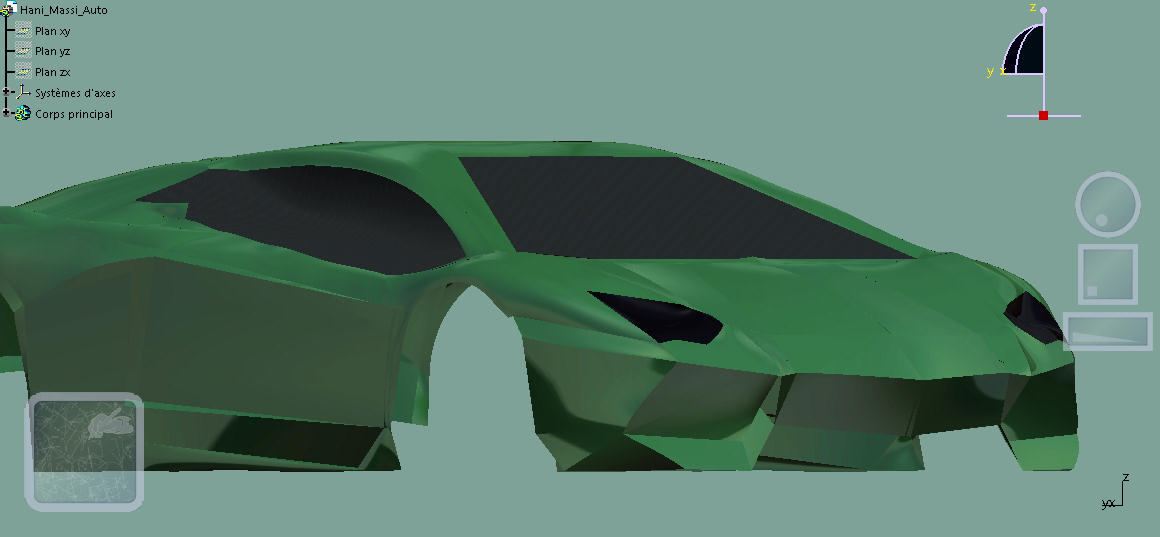 Hani_Massi_Auto
Plan xy
Plan yz
Plan zx
Systèmes d'axes
Corps principal
z
y x
z
yx